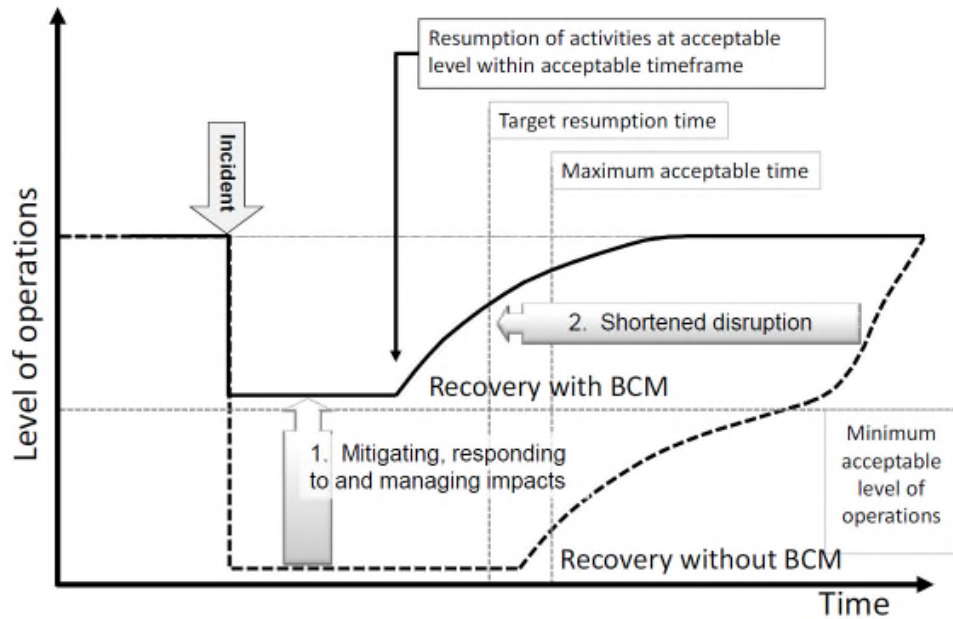 Resumption of activities at acceptable
level within acceptable timeframe
Target resumption time
Incident
Maximum acceptable time
Level of operations
2. Shortened disruption
Recovery with BCM
1. Mitigating, responding
to and managing impacts
Minimum
acceptable
level of
operations
Recovery without BCM
Time